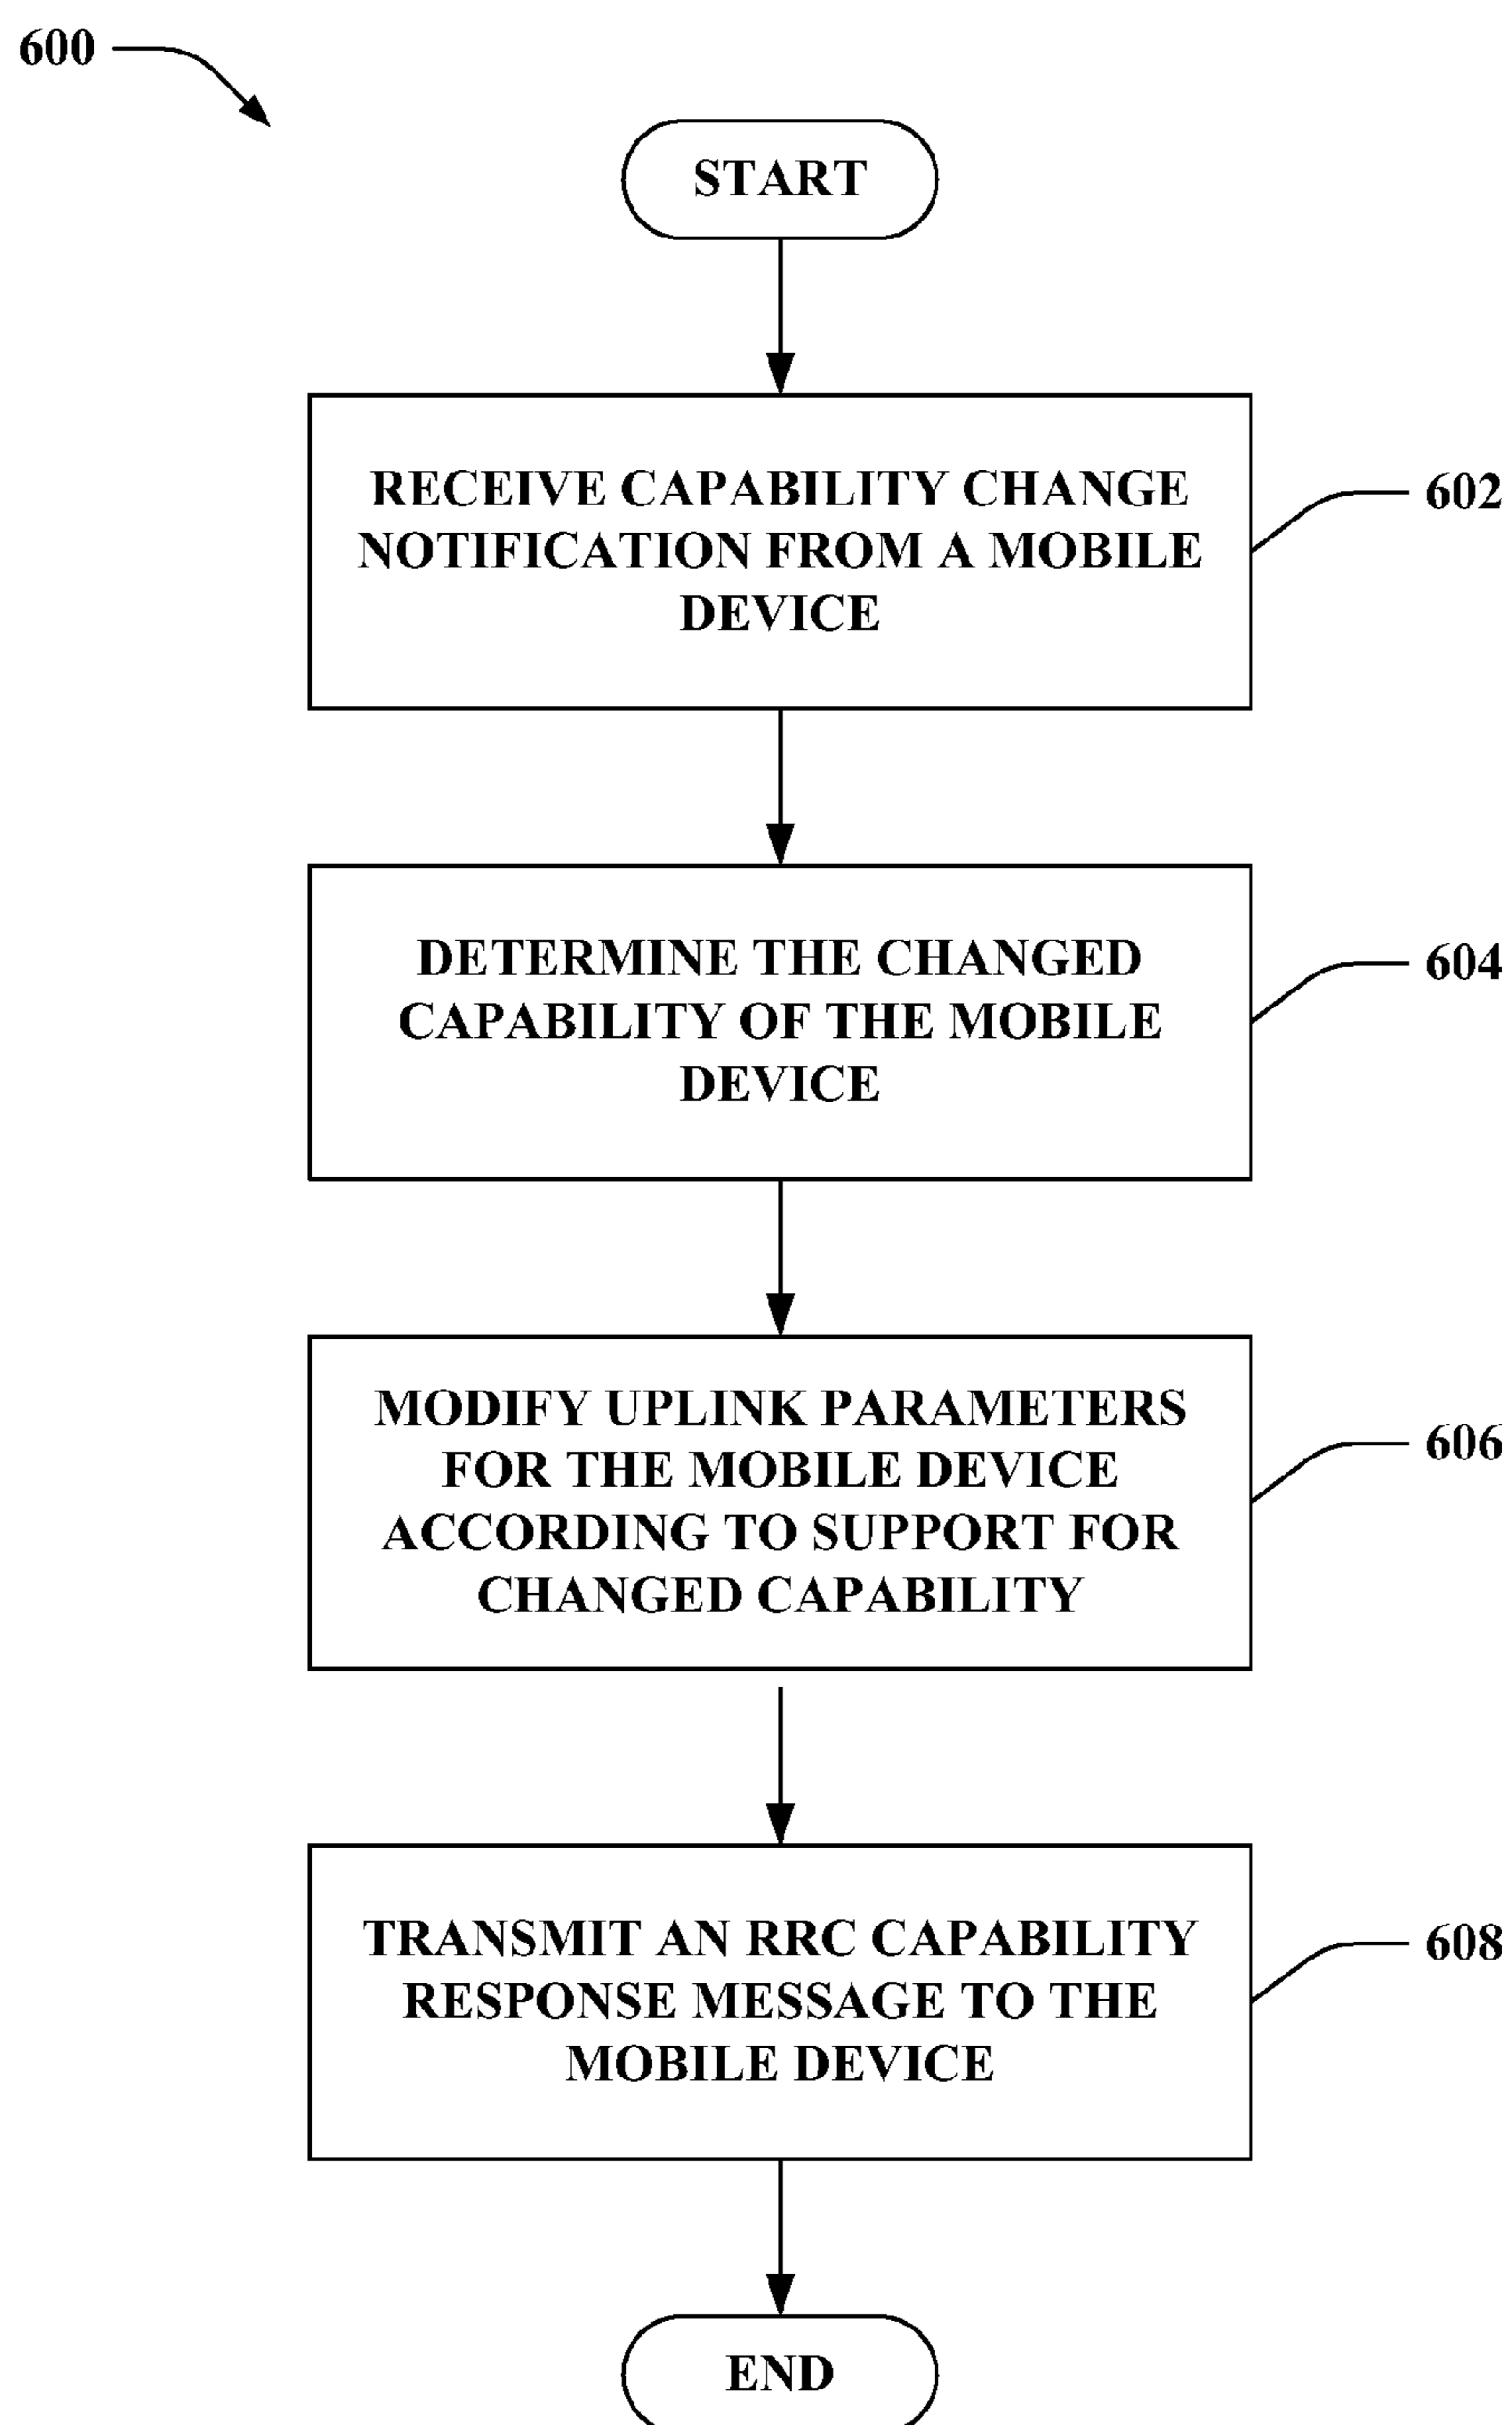 600
START
RECEIVE CAPABILITY CHANGE
NOTIFICATION FROM A MOBILE
DEVICE
602
DETERMINE THE CHANGED
CAPABILITY OF THE MOBILE
DEVICE
604
MODIFY UPLINK PARAMETERS
FOR THE MOBILE DEVICE
ACCORDING TO SUPPORT FOR
CHANGED CAPABILITY
606
TRANSMIT AN RRC CAPABILITY
RESPONSE MESSAGE TO THE
MOBILE DEVICE
608
END